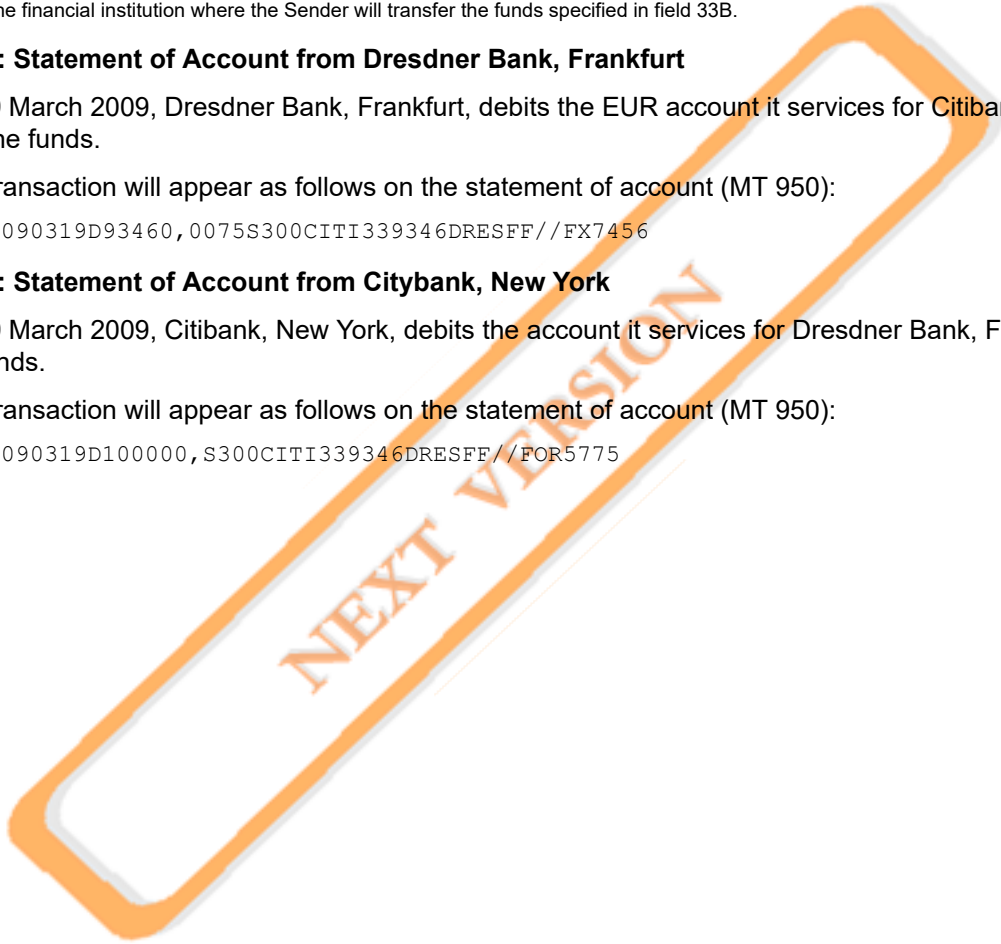 ne financial institution where the Sender will transfer the funds specified in field 33B.
: Statement of Account from Dresdner Bank, Frankfurt
March 2009, Dresdner Bank, Frankfurt, debits the EUR account it services for Citiba
ne funds.
ransaction will appear as follows on the statement of account (MT 950):
090319D93460,0075S300CITI339346DRESFF//FX7456
: Statement of Account from Citybank, New York
March 2009, Citibank, New York, debits the account it services for Dresdner Bank, F
nds.
ransaction will appear as follows on the statement of account (MT 950):
090319D100000,S300CITI339346DRESFF//FOR5775
NEXT VERSION